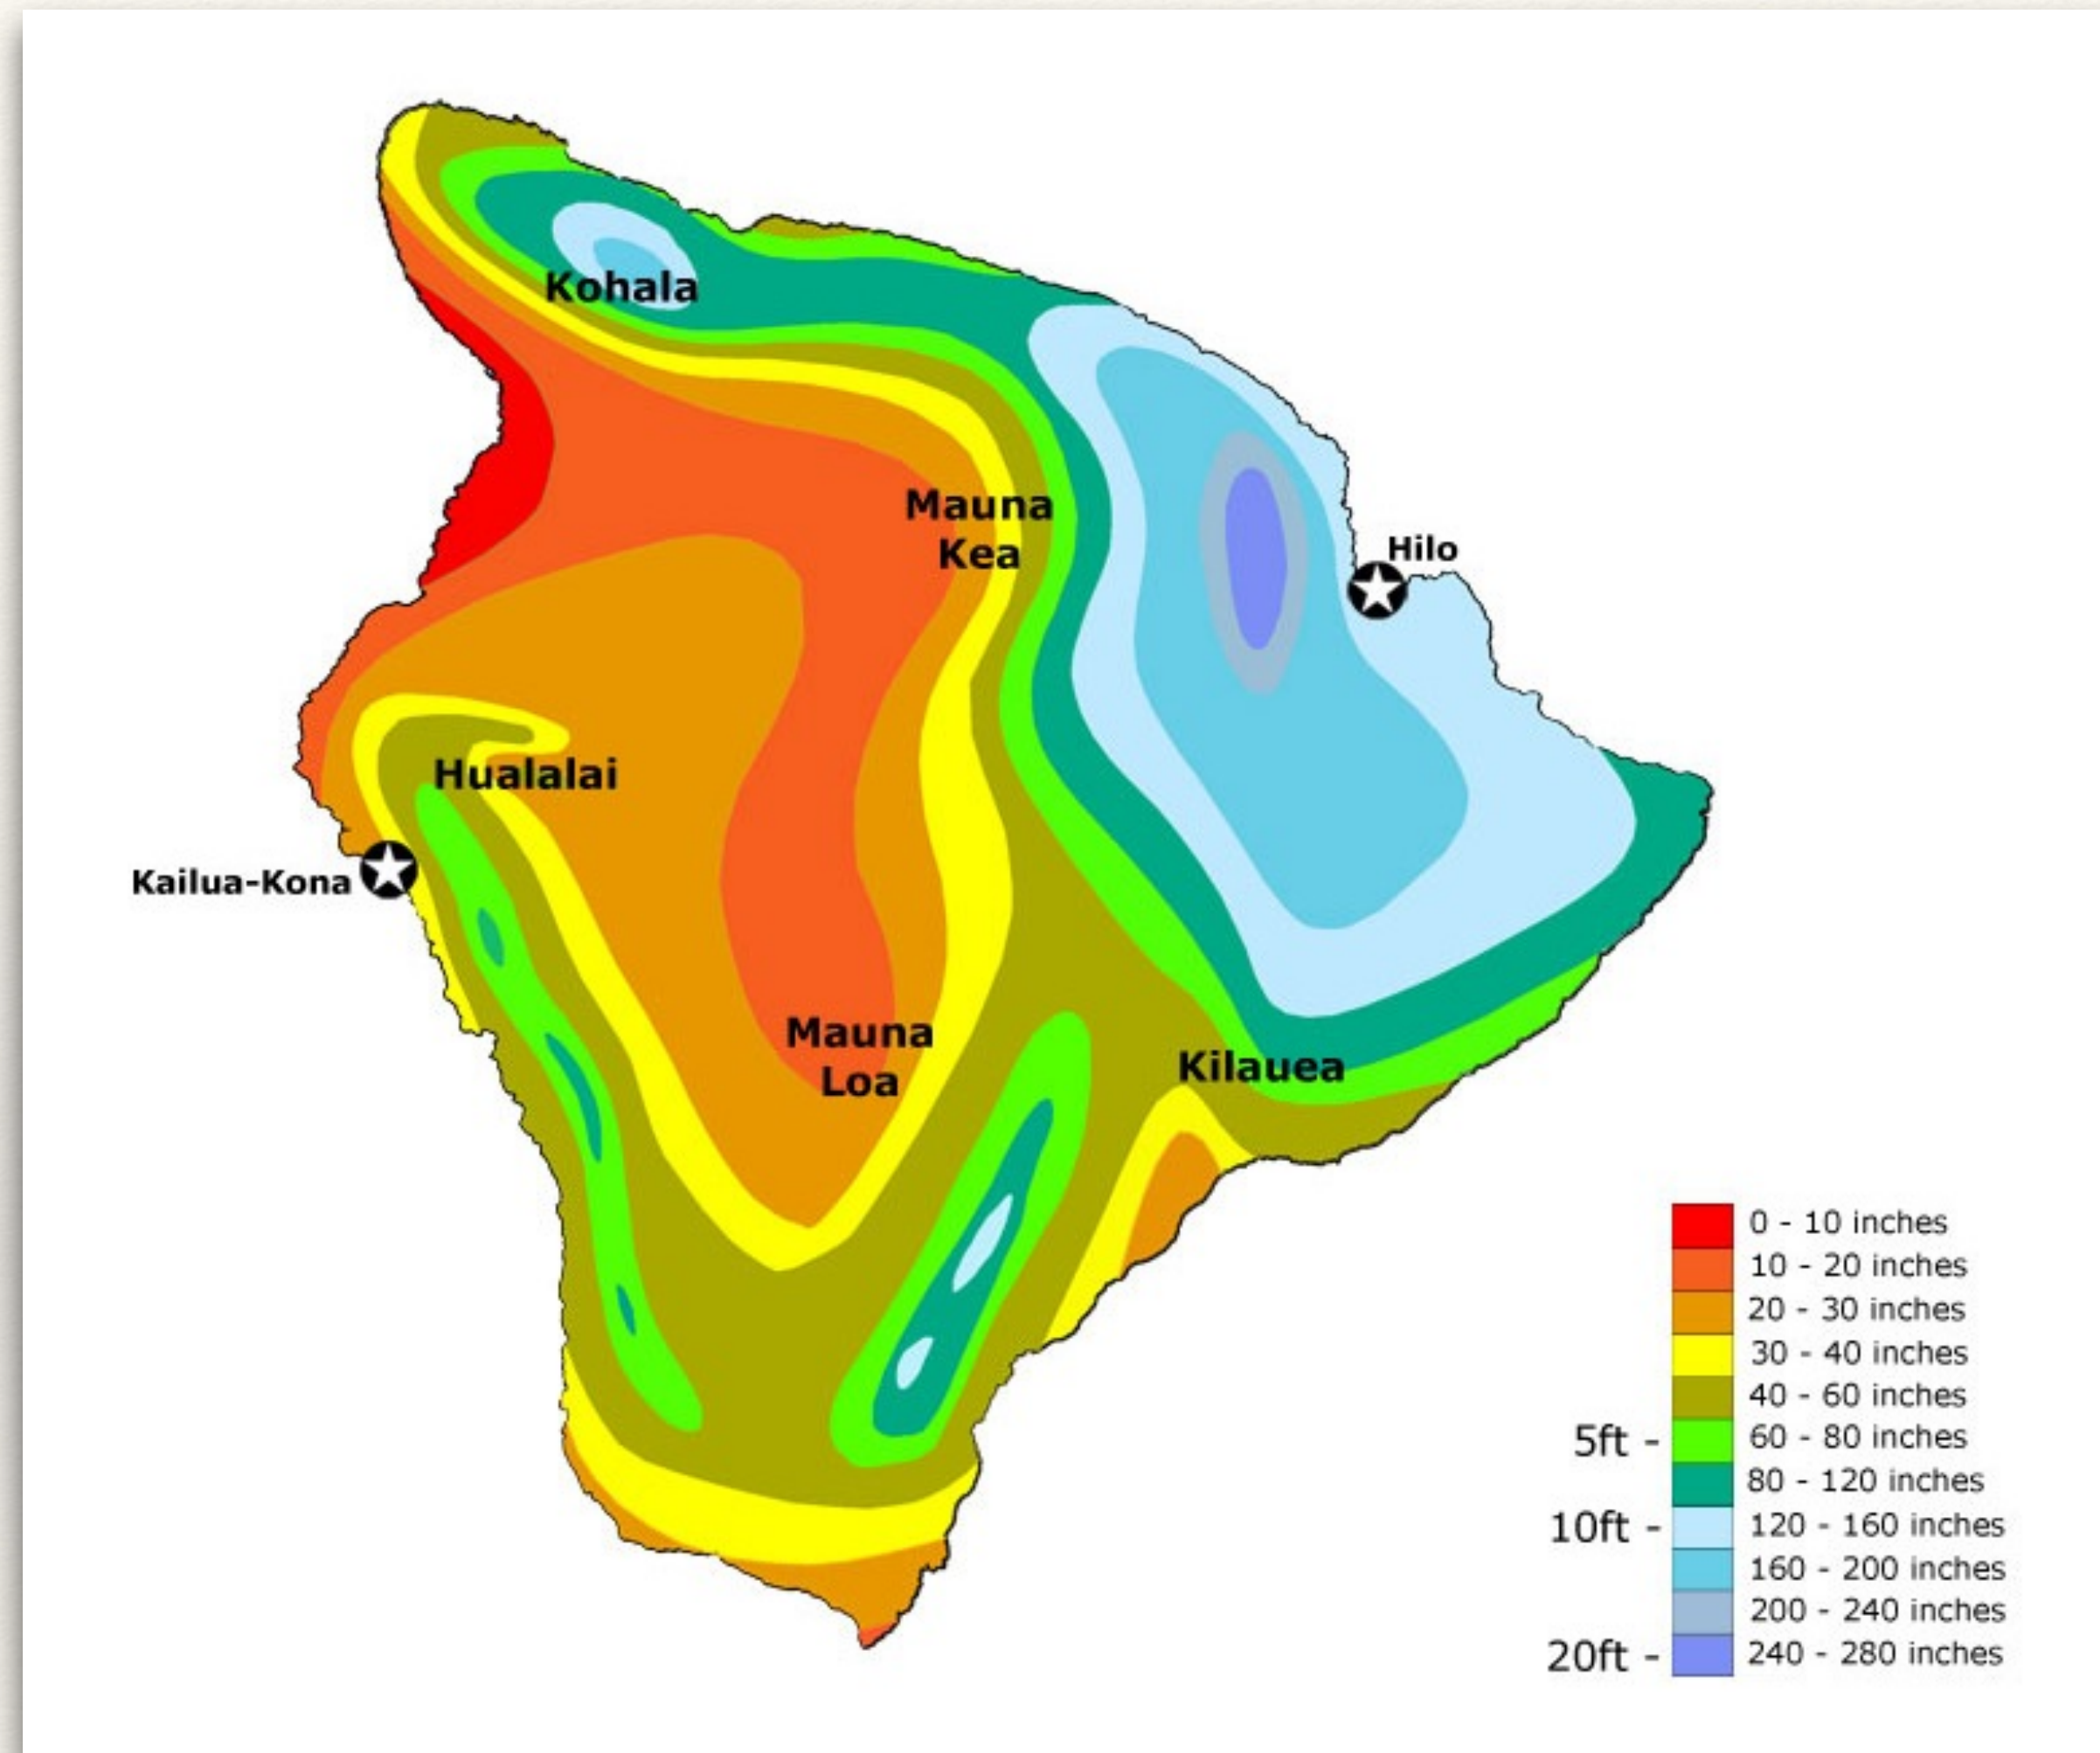 Kohala
Mauna
Kea
Hilo
Hualalai
Kailua-Kona
Mauna
Loa
Kilauea
0 - 10 inches
10 - 20 inches
20 - 30 inches
30 - 40 inches
40 - 60 inches
5ft - 60 - 80 inches
80 - 120 inches
10ft - 120 - 160 inches
160 - 200 inches
200 - 240 inches
20ft - 240 - 280 inches